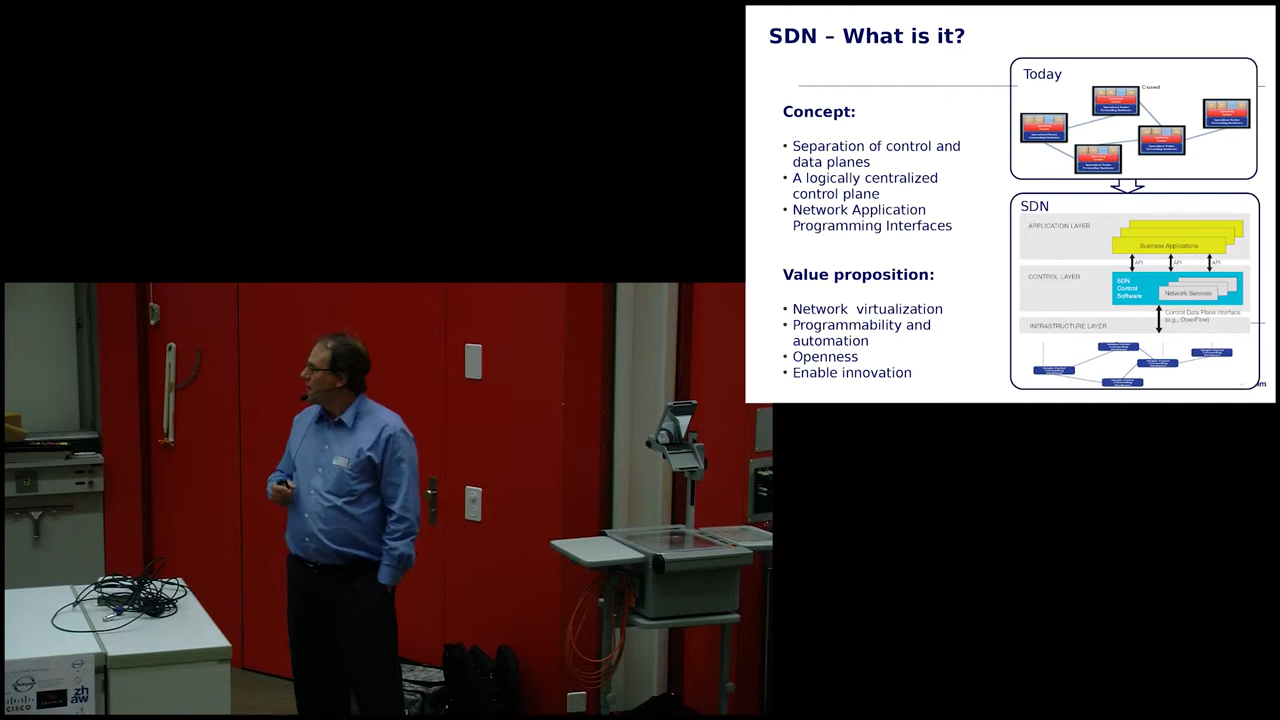 SDN – What is it?
Concept:
• Separation of control and
data planes
• A logically centralized
control plane
• Network Application
Programming Interfaces
Value proposition:
• Network virtualization
• Programmability and
automation
• Openness
• Enable innovation
Today
Closed
SDN
APPLICATION LAYER
Business Applications
API API API
CONTROL LAYER
SDN
Control
Software
Network Services
Control Data Plane Interface
(e.g., OpenFlow)
INFRASTRUCTURE LAYER
om
CISCO
zh
aw